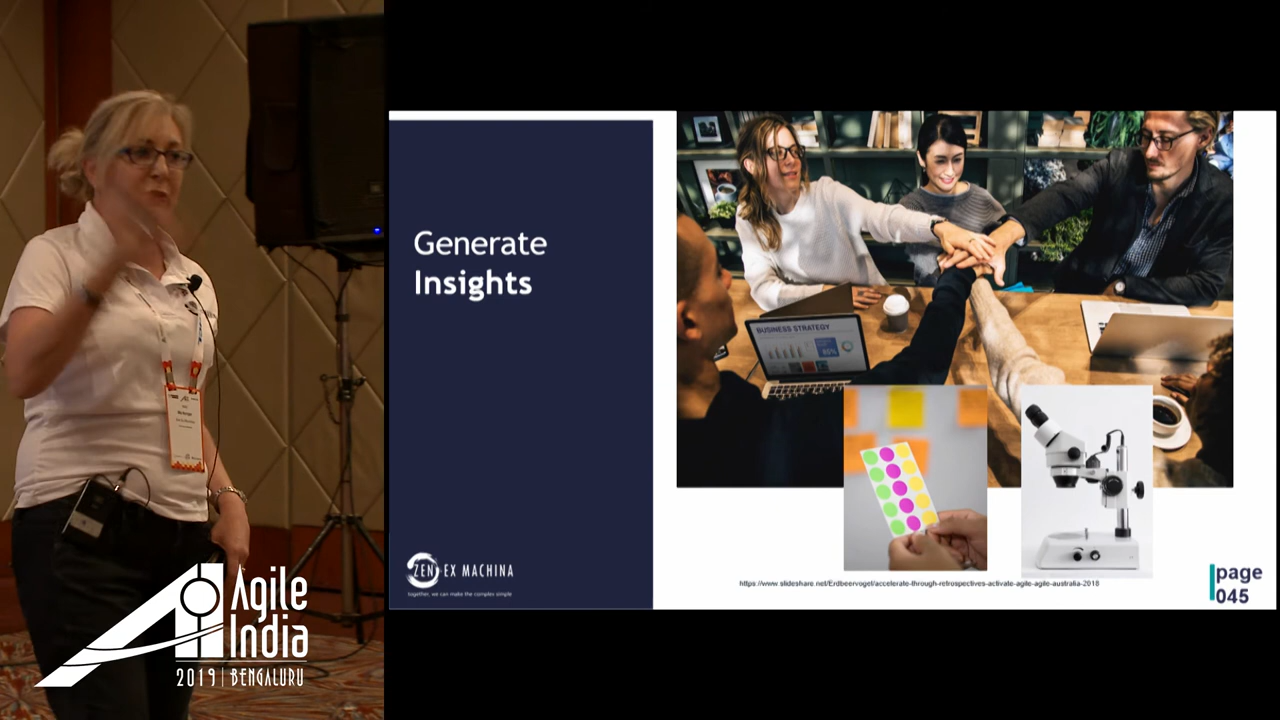 Generate
Insights
BUSINESS STRATEGY
ZEN EX MACHINA
together, we can make the complex simple
https://www.slideshare.net/Erdbeervogel/accelerate-through-retrospectives-activate-agile-agile-australia-2018
page
045
Agile
India
2019 | BENGALURU